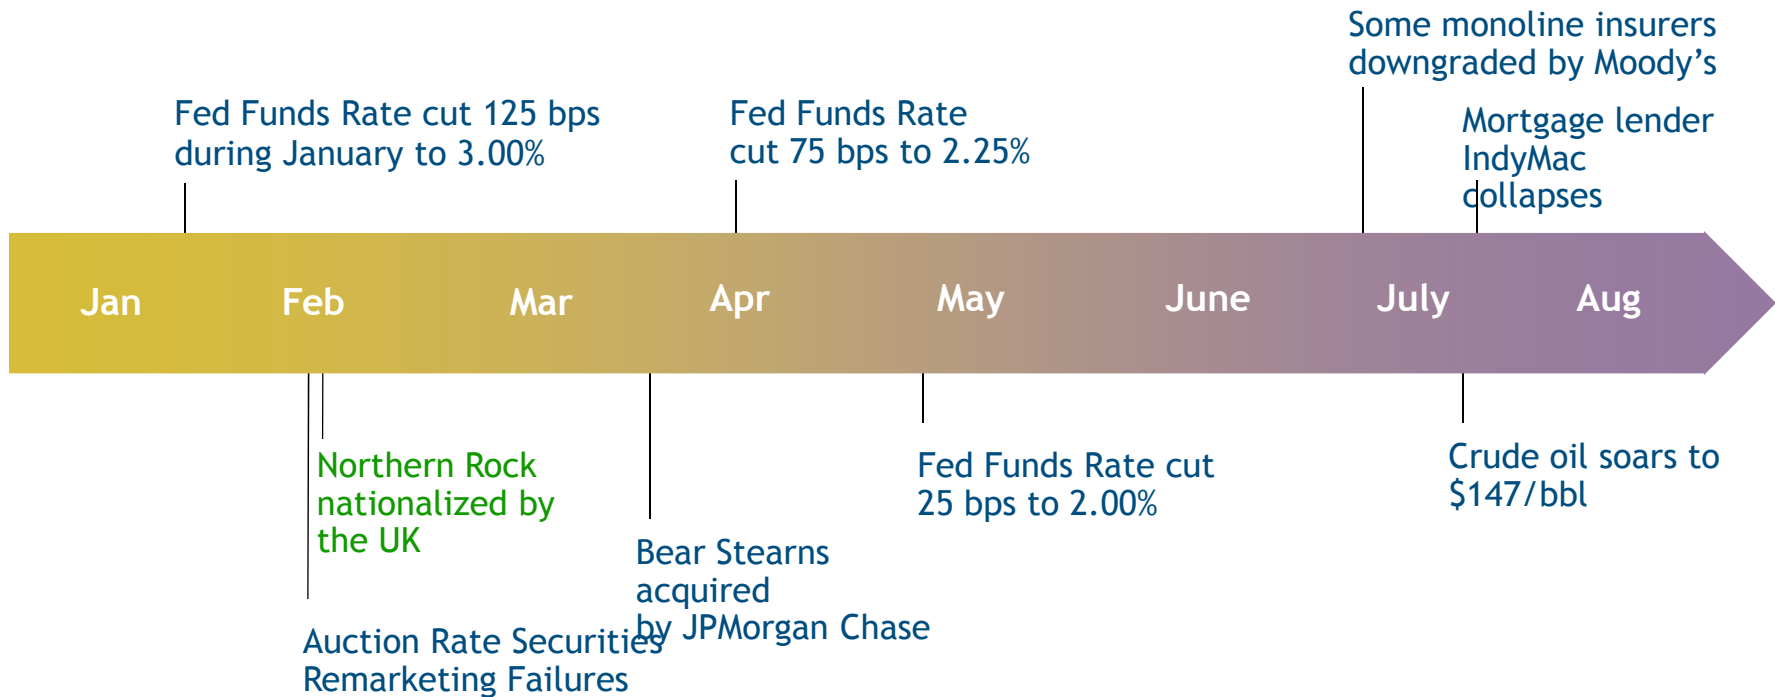 Some monoline insurers
downgraded by Moody’s
Fed Funds Rate cut 125 bps
during January to 3.00%
Fed Funds Rate
cut 75 bps to 2.25%
Mortgage lender
IndyMac
collapses
Jan
Feb
Mar
Apr
May
June
July
Aug
Northern Rock
nationalized by
the UK
Fed Funds Rate cut
25 bps to 2.00%
Crude oil soars to
$147/bbl
Bear Stearns
acquired
by JPMorgan Chase
Auction Rate Securities
Remarketing Failures